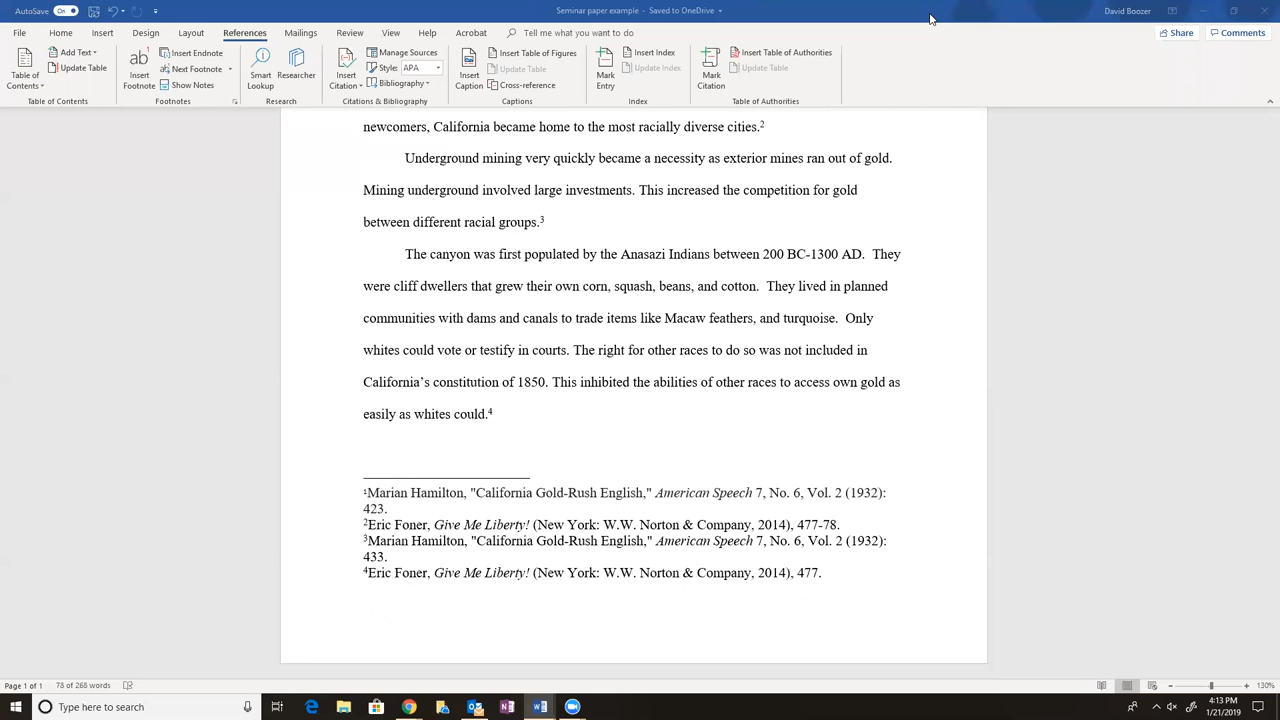 AutoSave On
Seminar paper example - Saved to OneDrive
David Boozer
File Home Insert Draw Design Layout References Mailings Review View Help Acrobat Tell me what you want to do Share Comments
Table of Contents
Add Text
Update Table
Table of Contents
ab
Insert Footnote
Insert Endnote
Next Footnote
Show Notes
Footnotes
Smart Lookup
Researcher
Research
Insert Citation
Manage Sources
Style: APA
Bibliography
Citations & Bibliography
Insert Caption
Insert Table of Figures
Update Table
Cross-reference
Captions
Mark Entry
Insert Index
Update Index
Index
Mark Citation
Insert Table of Authorities
Update Table
Table of Authorities
newcomers, California became home to the most racially diverse cities.2
Underground mining very quickly became a necessity as exterior mines ran out of gold.
Mining underground involved large investments. This increased the competition for gold
between different racial groups.3
The canyon was first populated by the Anasazi Indians between 200 BC-1300 AD.  They
were cliff dwellers that grew their own corn, squash, beans, and cotton.  They lived in planned
communities with dams and canals to trade items like Macaw feathers, and turquoise.  Only
whites could vote or testify in courts. The right for other races to do so was not included in
California's constitution of 1850. This inhibited the abilities of other races to access own gold as
easily as whites could.4
1Marian Hamilton, "California Gold-Rush English," American Speech 7, No. 6, Vol. 2 (1932):
423.
2Eric Foner, Give Me Liberty! (New York: W.W. Norton & Company, 2014), 477-78.
3Marian Hamilton, "California Gold-Rush English," American Speech 7, No. 6, Vol. 2 (1932):
433.
4Eric Foner, Give Me Liberty! (New York: W.W. Norton & Company, 2014), 477.
Page 1 of 1 78 of 268 words 130%
Type here to search
4:13 PM
1/21/2019